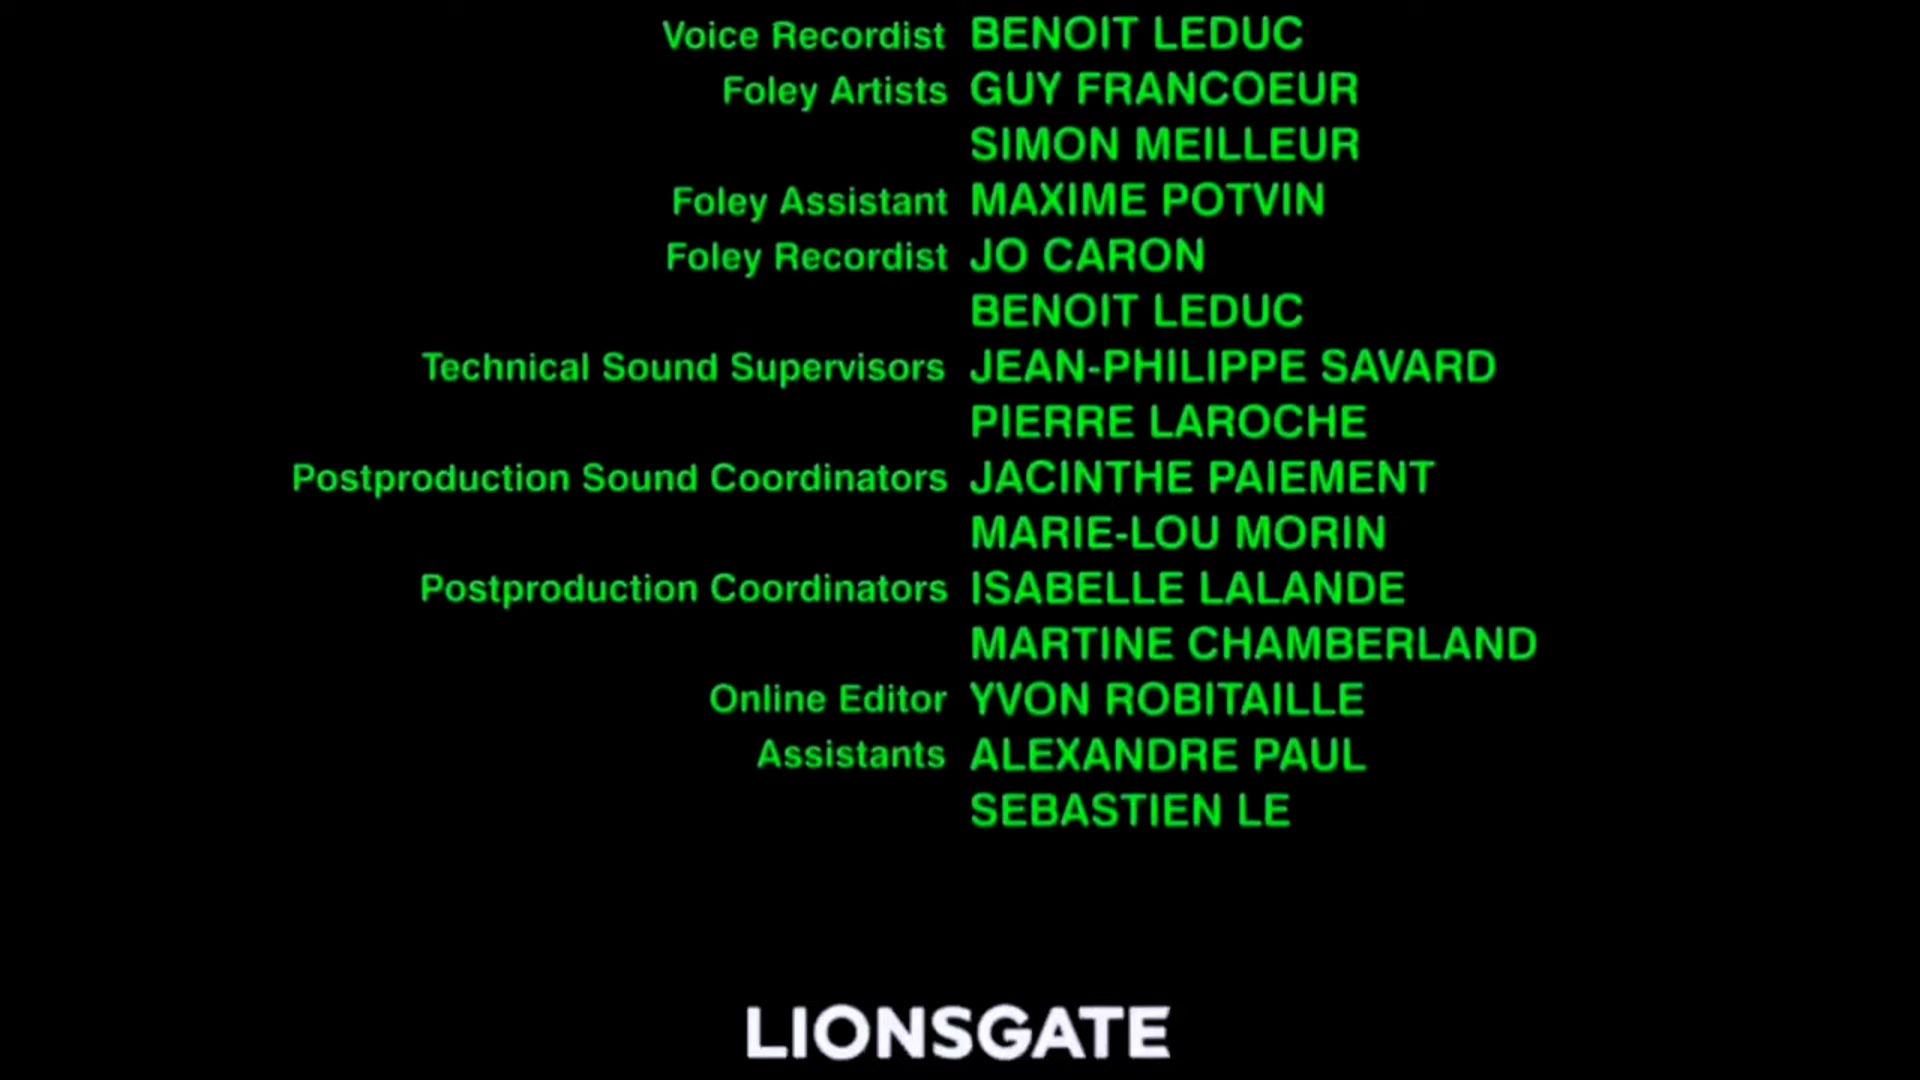 Voice Recordist BENOIT LEDUC
Foley Artists GUY FRANCOEUR
SIMON MEILLEUR
Foley Assistant MAXIME POTVIN
Foley Recordist JO CARON
BENOIT LEDUC
Technical Sound Supervisors JEAN-PHILIPPE SAVARD
PIERRE LAROCHE
Postproduction Sound Coordinators JACINTHE PAIEMENT
MARIE-LOU MORIN
Postproduction Coordinators ISABELLE LALANDE
MARTINE CHAMBERLAND
Online Editor YVON ROBITAILLE
Assistants ALEXANDRE PAUL
SEBASTIEN LE
LIONSGATE